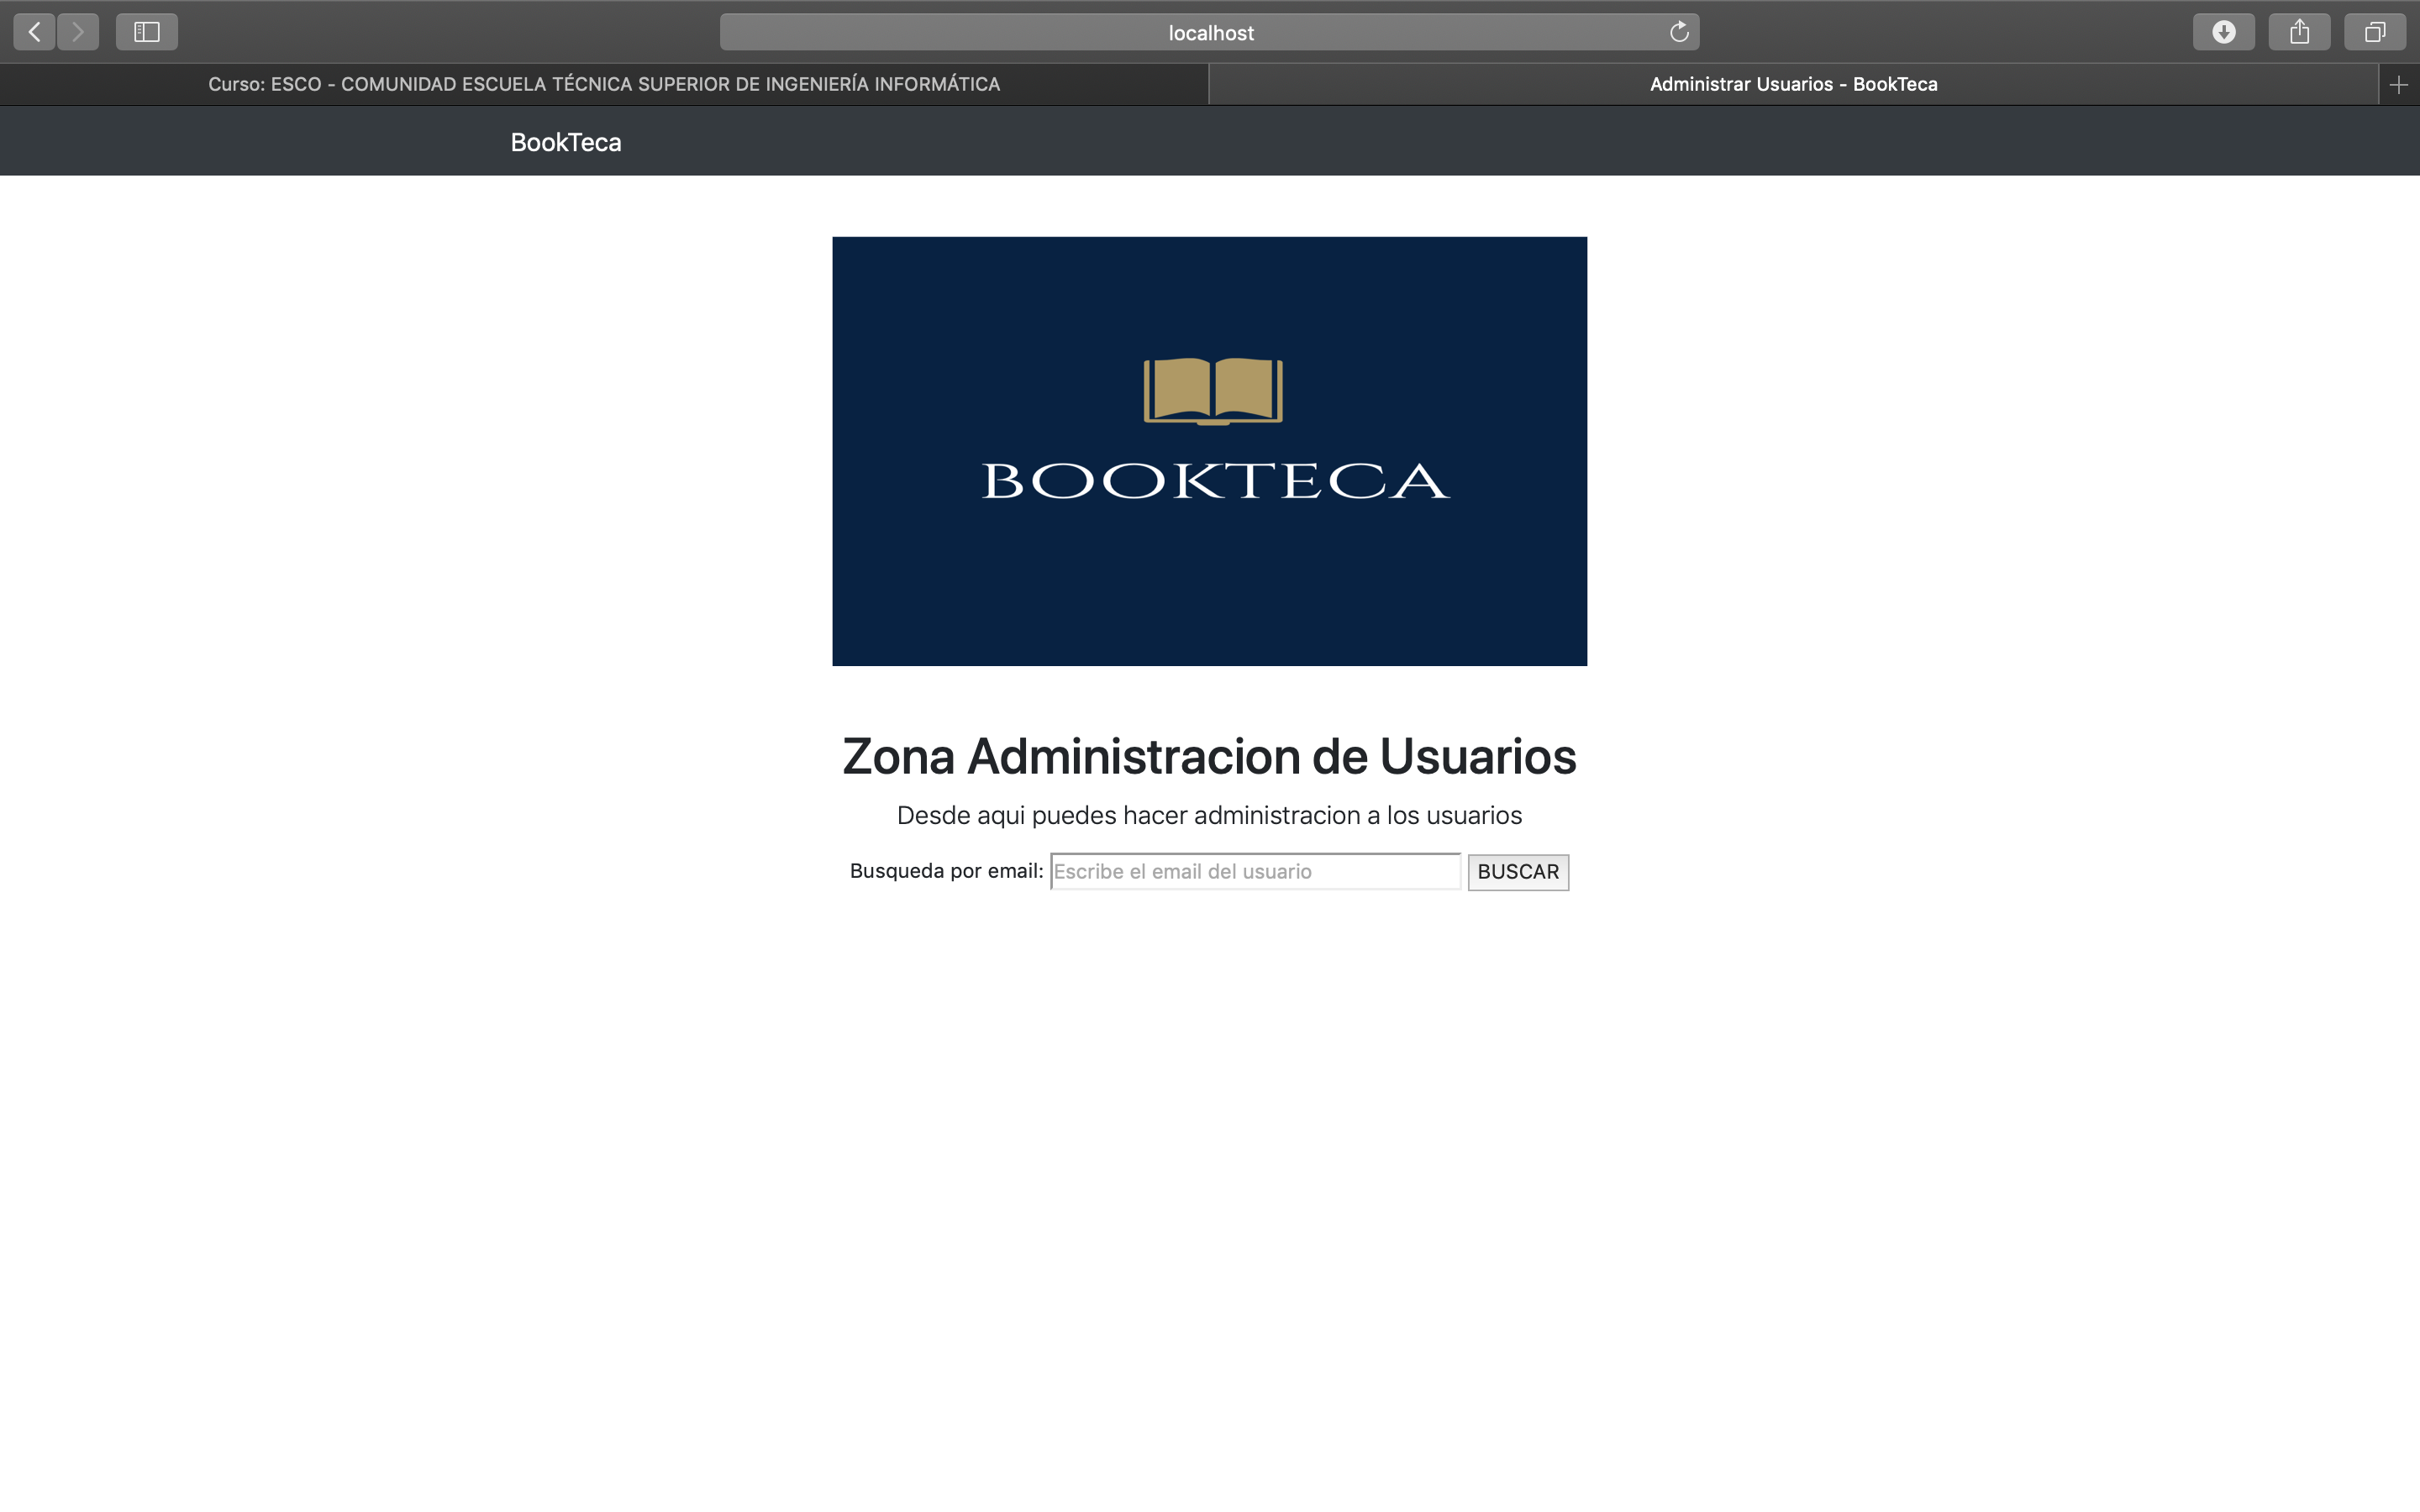 localhost
Curso: ESCO - COMUNIDAD ESCUELA TÉCNICA SUPERIOR DE INGENIERÍA INFORMÁTICA
Administrar Usuarios - BookTeca
BookTeca
BOOKTECA
Zona Administracion de Usuarios
Desde aqui puedes hacer administracion a los usuarios
Busqueda por email: Escribe el email del usuario BUSCAR